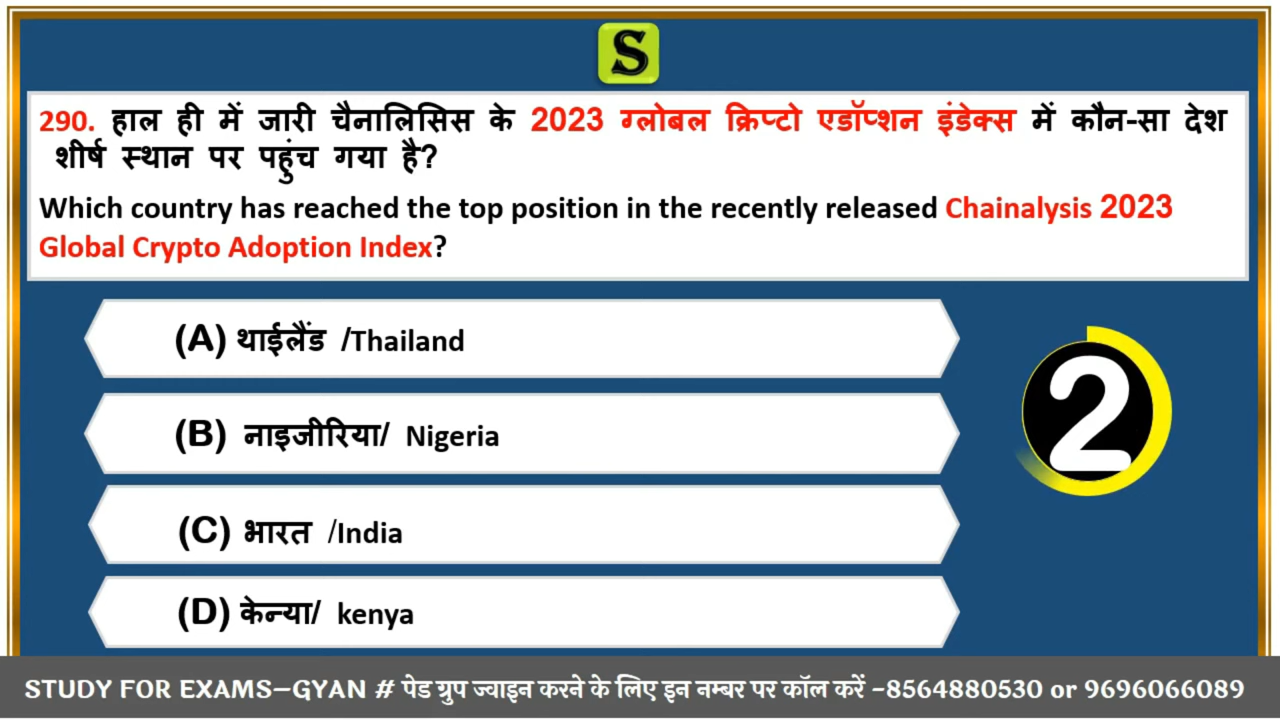 S
290. हाल ही में जारी चैनालिसिस के 2023 ग्लोबल क्रिप्टो एडॉप्शन इंडेक्स में कौन-सा देश
शीर्ष स्थान पर पहुंच गया है?
Which country has reached the top position in the recently released Chainalysis 2023
Global Crypto Adoption Index?
(A) थाईलैंड /Thailand
(B) नाइजीरिया/ Nigeria
2
(C) भारत /India
(D) केन्या/ kenya
STUDY FOR EXAMS–GYAN # पेड ग्रुप ज्वाइन करने के लिए इन नम्बर पर कॉल करें -8564880530 or 9696066089